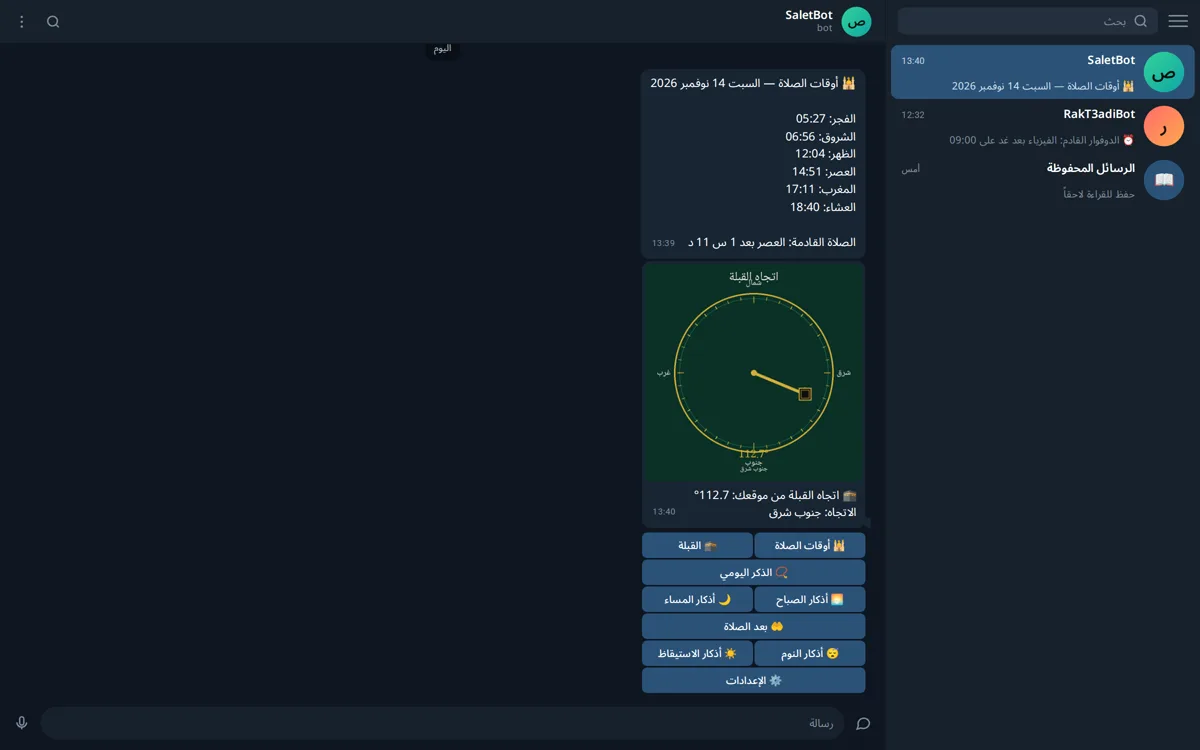 بحث
SaletBot
13:40
🕌 أوقات الصلاة — السبت 14 نوفمبر 2026
ص
RakT3adiBot
12:32
⏰ الدوفوار القادم: الفيزياء بعد غد على 09:00
ر
الرسائل المحفوظة
أمس
حفظ للقراءة لاحقاً
SaletBot
bot
ص
اليوم
🕌 أوقات الصلاة — السبت 14 نوفمبر 2026
الفجر: 05:27
الشروق: 06:56
الظهر: 12:04
العصر: 14:51
المغرب: 17:11
العشاء: 18:40
الصلاة القادمة: العصر بعد 1 س 11 د
13:39
اتجاه القبلة
شمال
شرق
غرب
112.7°
جنوب
جنوب شرق
🕋 اتجاه القبلة من موقعك: 112.7°
الاتجاه: جنوب شرق
13:40
🕌 أوقات الصلاة
🕋 القبلة
📿 الذكر اليومي
🌅 أذكار الصباح
🌙 أذكار المساء
🤲 بعد الصلاة
😴 أذكار النوم
☀️ أذكار الاستيقاظ
⚙️ الإعدادات
رسالة